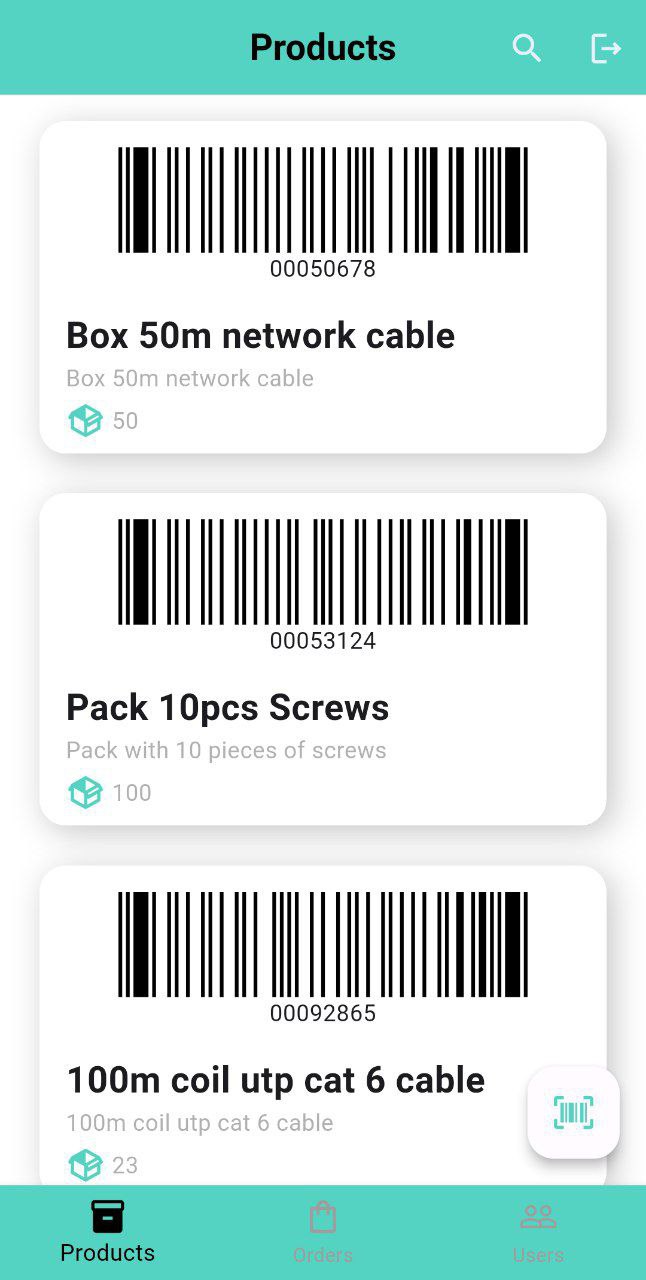 Products
00050678
Box 50m network cable
Box 50m network cable
50
00053124
Pack 10pcs Screws
Pack with 10 pieces of screws
100
00092865
100m coil utp cat 6 cable
100m coil utp cat 6 cable
23
Products Orders Users